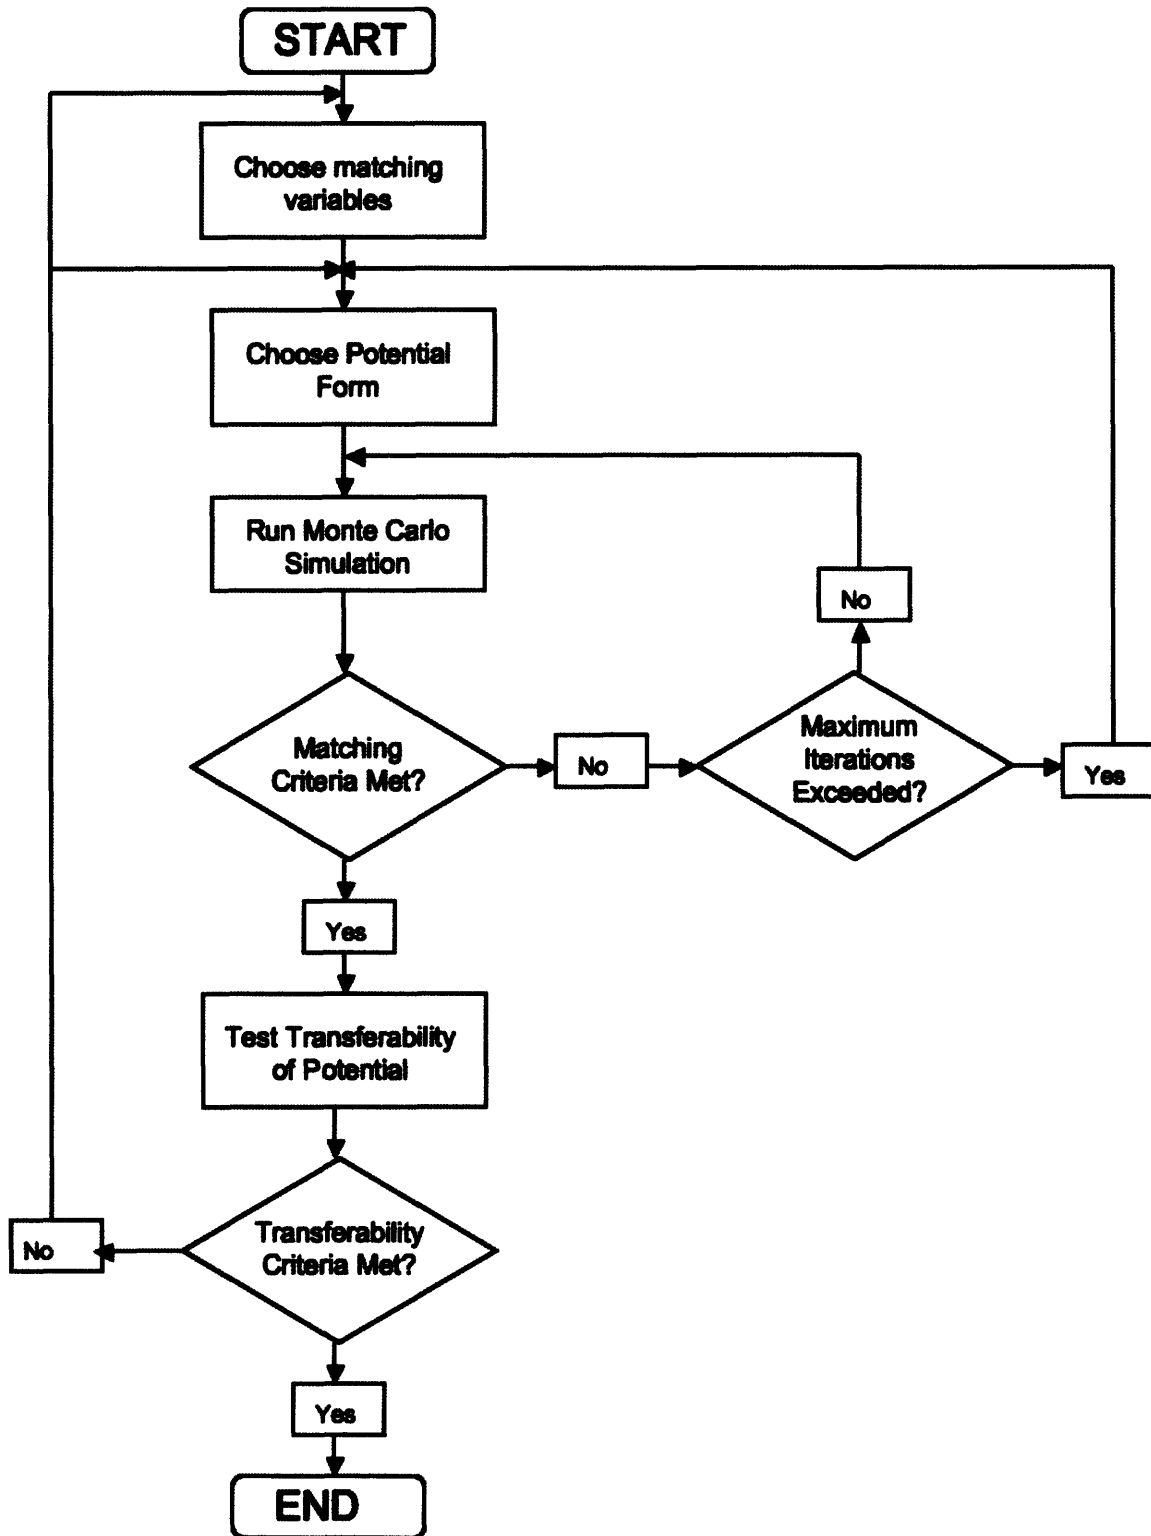 START
Choose matching
variables
Choose Potential
Form
Run Monte Carlo
Simulation
No
Matching
Criteria Met?
No
Maximum
Iterations
Exceeded?
Yes
Yes
Test Transferability
of Potential
Transferability
Criteria Met?
No
Yes
END